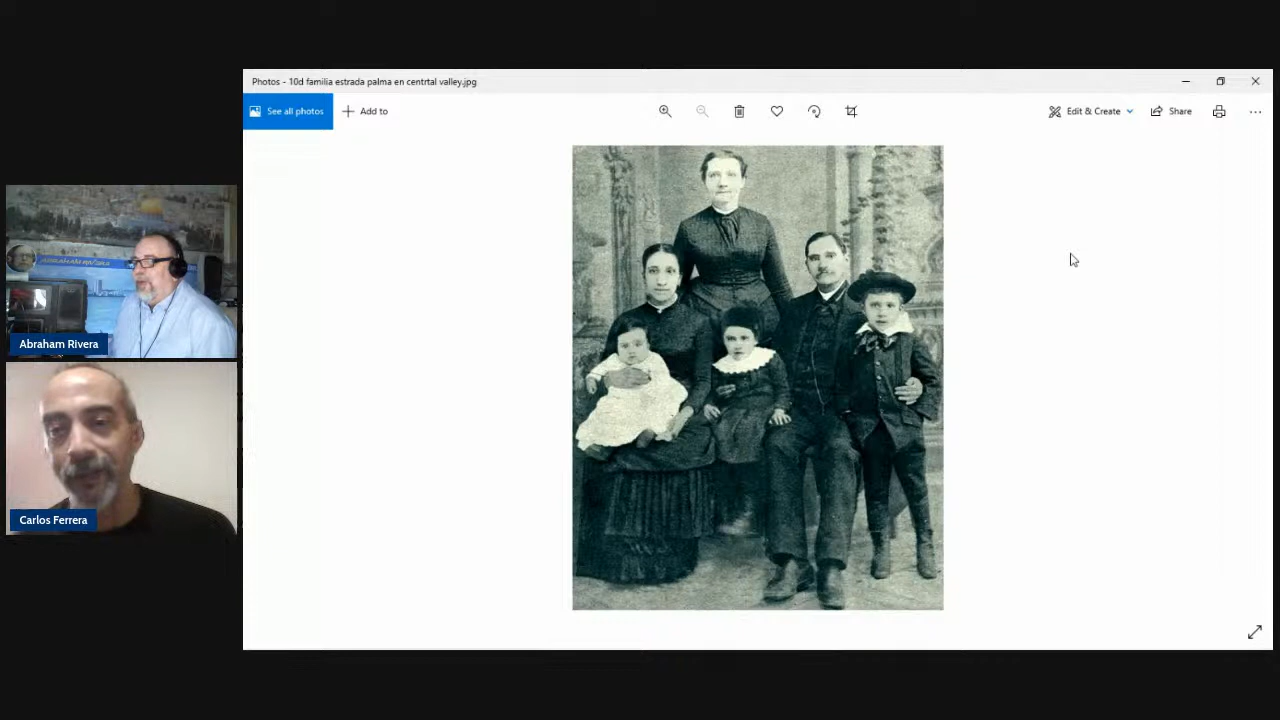 Photos - 10d familia estrada palma en centrtal valley.jpg
See all photos
Add to
Edit & Create
Share
Abraham Rivera
Carlos Ferrera